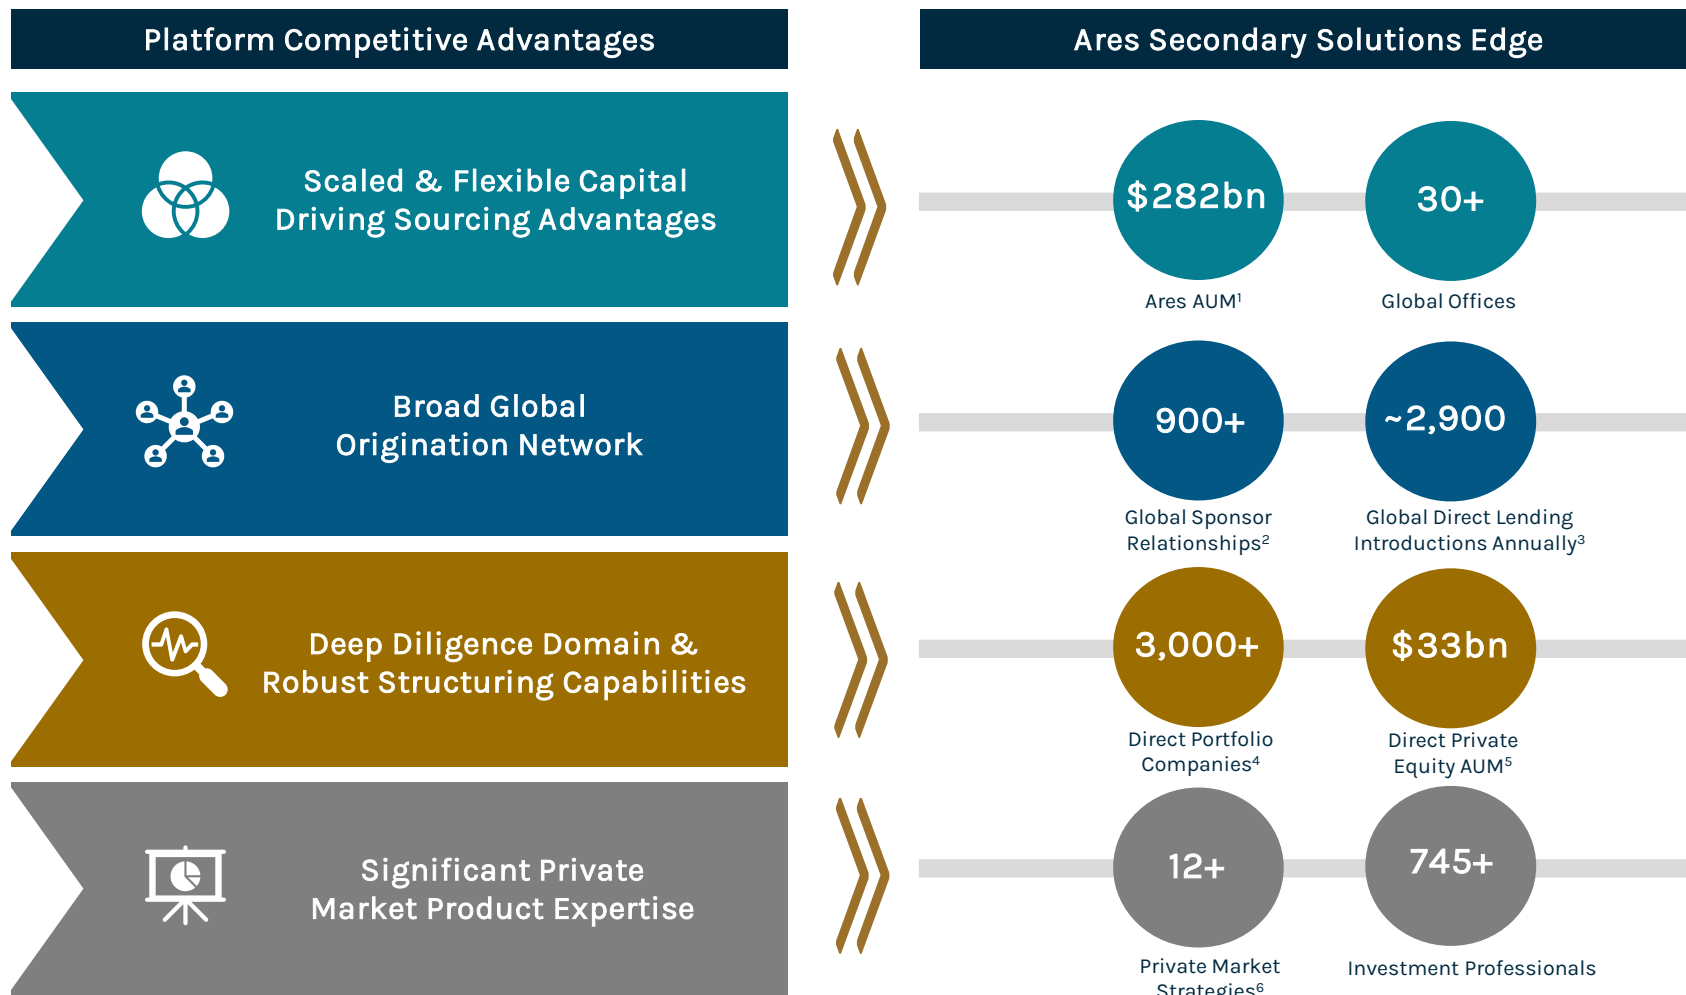 Platform Competitive Advantages
Ares Secondary Solutions Edge
Scaled & Flexible Capital
Driving Sourcing Advantages
$282bn
30+
Ares AUM¹
Global Offices
Broad Global
Origination Network
900+
~2,900
Global Sponsor
Relationships²
Global Direct Lending
Introductions Annually³
Deep Diligence Domain &
Robust Structuring Capabilities
3,000+
$33bn
Direct Portfolio
Companies⁴
Direct Private
Equity AUM⁵
Significant Private
Market Product Expertise
12+
745+
Private Market
Strategies⁶
Investment Professionals